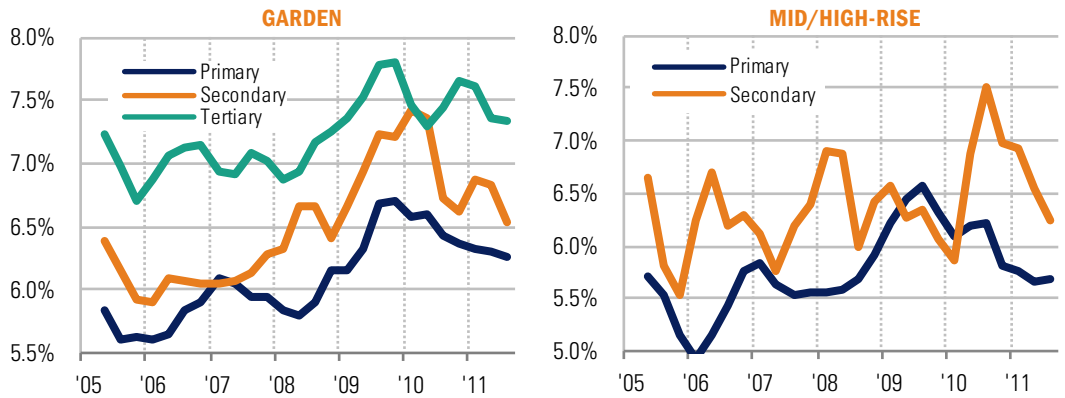 GARDEN
8.0%
7.5%
7.0%
6.5%
6.0%
5.5%
Primary
Secondary
Tertiary
'05 '06 '07 '08 '09 '10 '11
MID/HIGH-RISE
8.0%
7.5%
7.0%
6.5%
6.0%
5.5%
5.0%
Primary
Secondary
'05 '06 '07 '08 '09 '10 '11